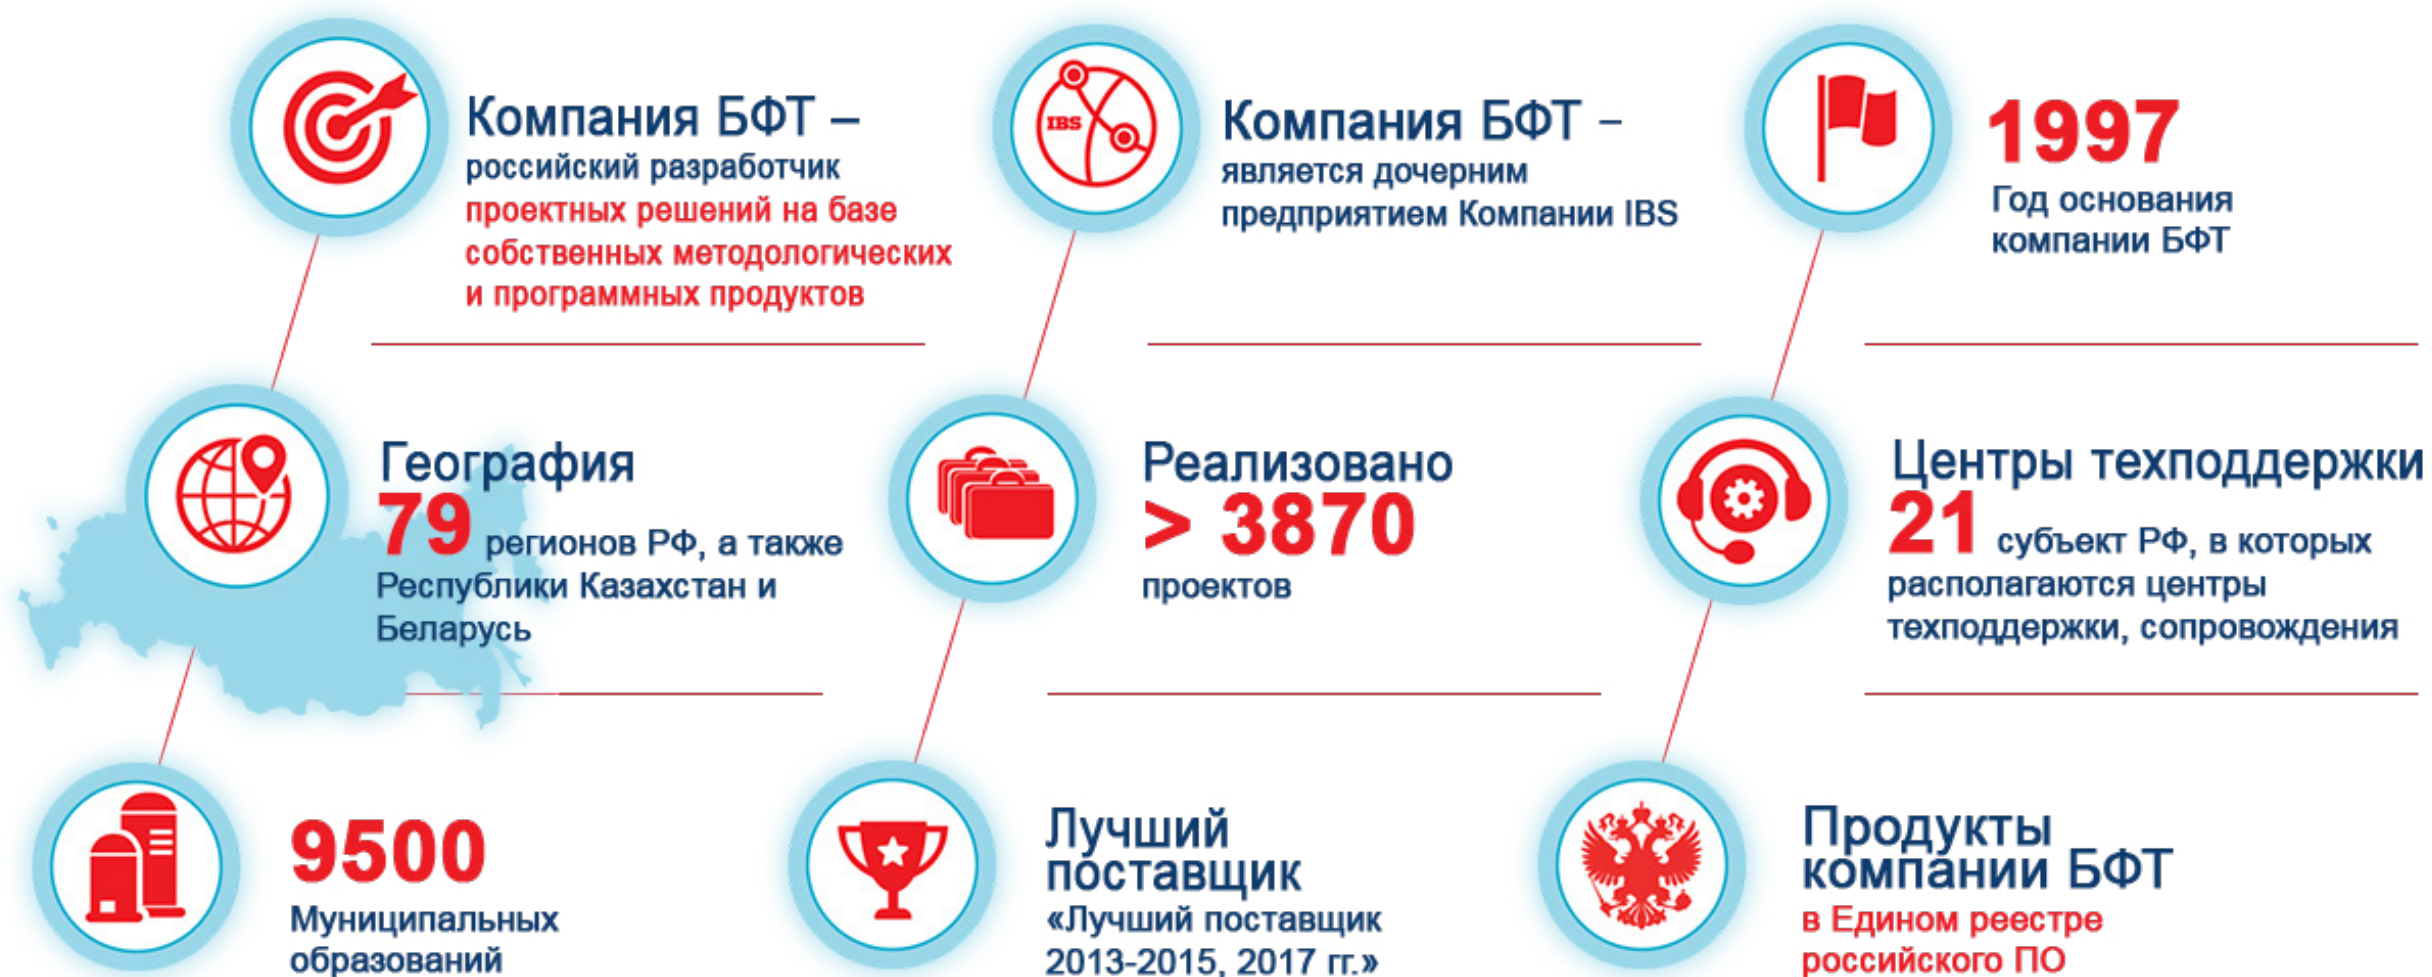 Компания БФТ –
российский разработчик
проектных решений на базе
собственных методологических
и программных продуктов
IBS
Компания БФТ –
является дочерним
предприятием Компании IBS
1997
Год основания
компании БФТ
География
79 регионов РФ, а также
Республики Казахстан и
Беларусь
Реализовано
> 3870
проектов
Центры техподдержки
21 субъект РФ, в которых
располагаются центры
техподдержки, сопровождения
9500
Муниципальных
образований
Лучший
поставщик
«Лучший поставщик
2013-2015, 2017 гг.»
Продукты
компании БФТ
в Едином реестре
российского ПО